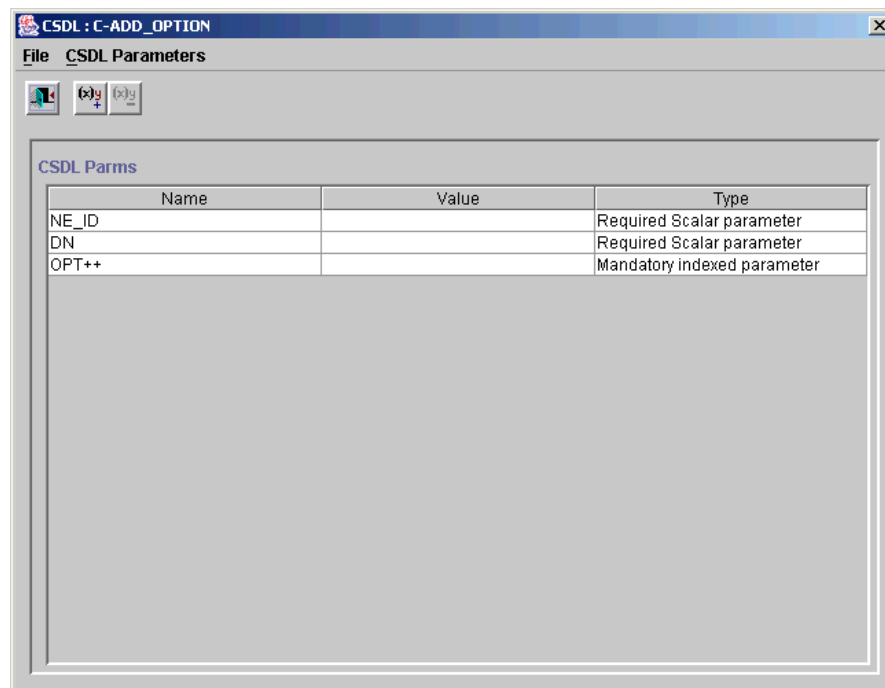 CSDL : C-ADD_OPTION
File CSDL Parameters
(x)y + (x)y -
CSDL Parms
Name Value Type
NE_ID Required Scalar parameter
DN Required Scalar parameter
OPT++ Mandatory indexed parameter